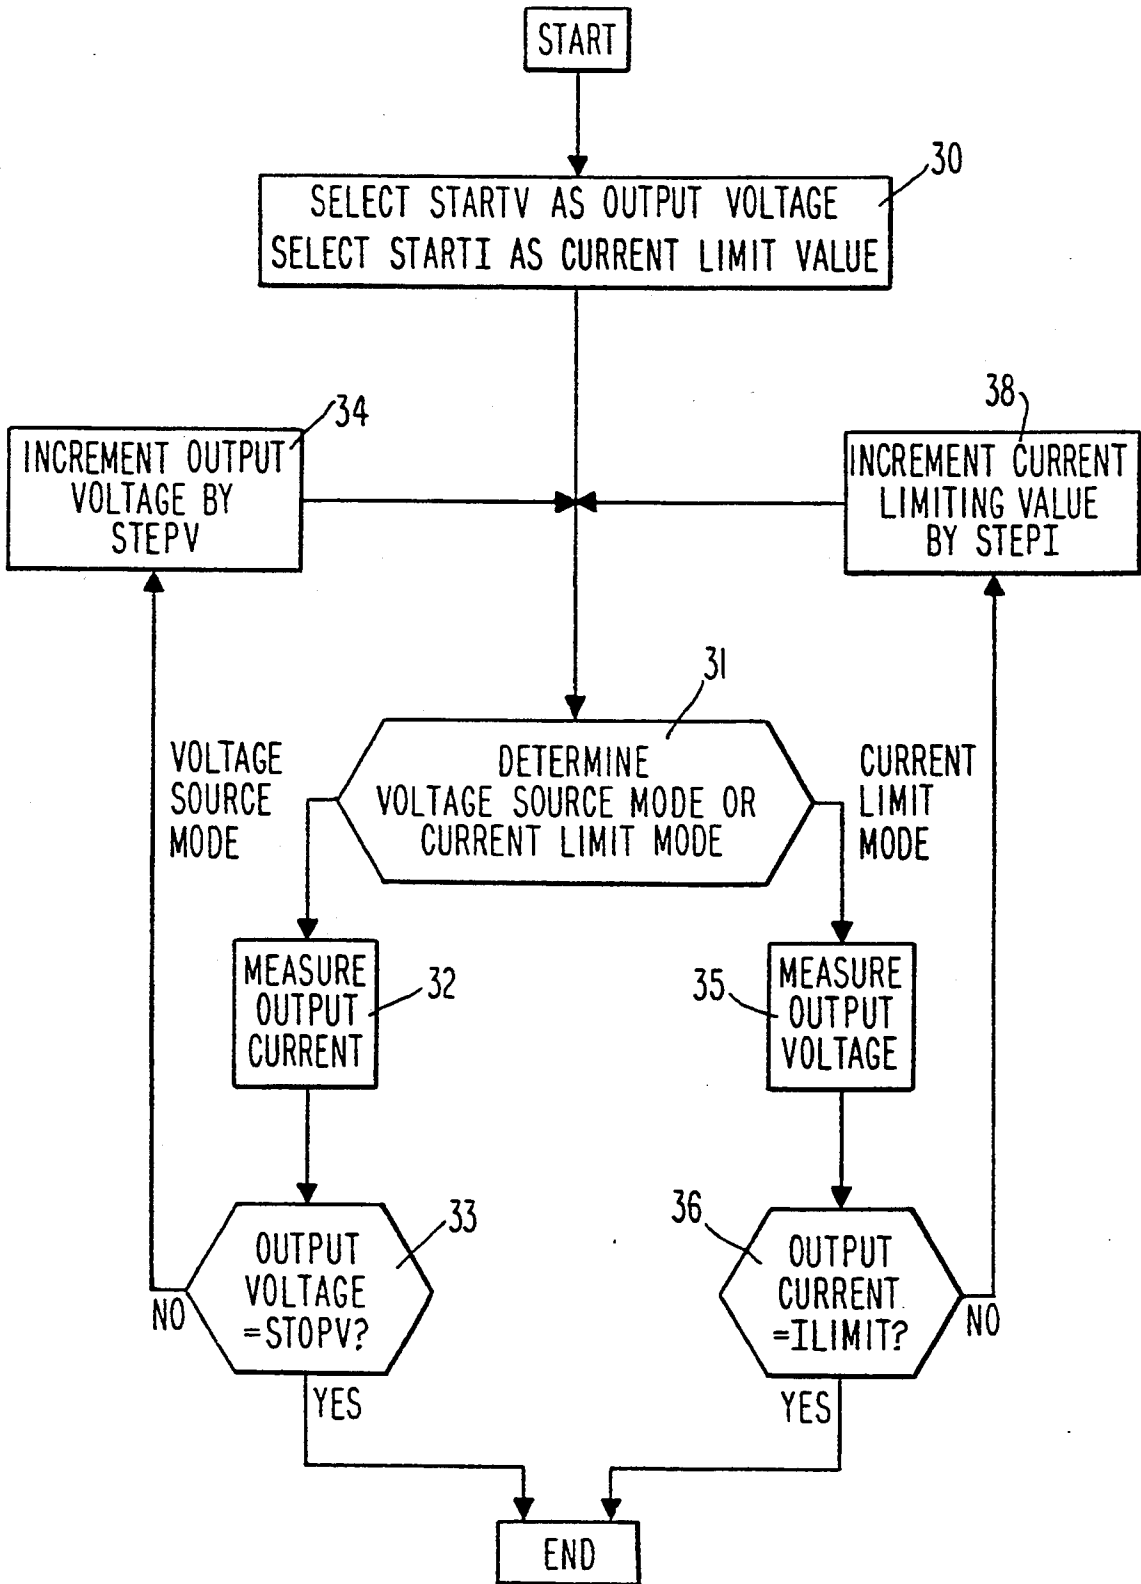 START
30
SELECT STARTV AS OUTPUT VOLTAGE
SELECT STARTI AS CURRENT LIMIT VALUE
34
INCREMENT OUTPUT
VOLTAGE BY
STEPV
38
INCREMENT CURRENT
LIMITING VALUE
BY STEPI
31
VOLTAGE
SOURCE
MODE
DETERMINE
VOLTAGE SOURCE MODE OR
CURRENT LIMIT MODE
CURRENT
LIMIT
MODE
MEASURE
OUTPUT
CURRENT
32
35
MEASURE
OUTPUT
VOLTAGE
33
OUTPUT
VOLTAGE
=STOPV?
NO
YES
36
OUTPUT
CURRENT
=ILIMIT?
NO
YES
END